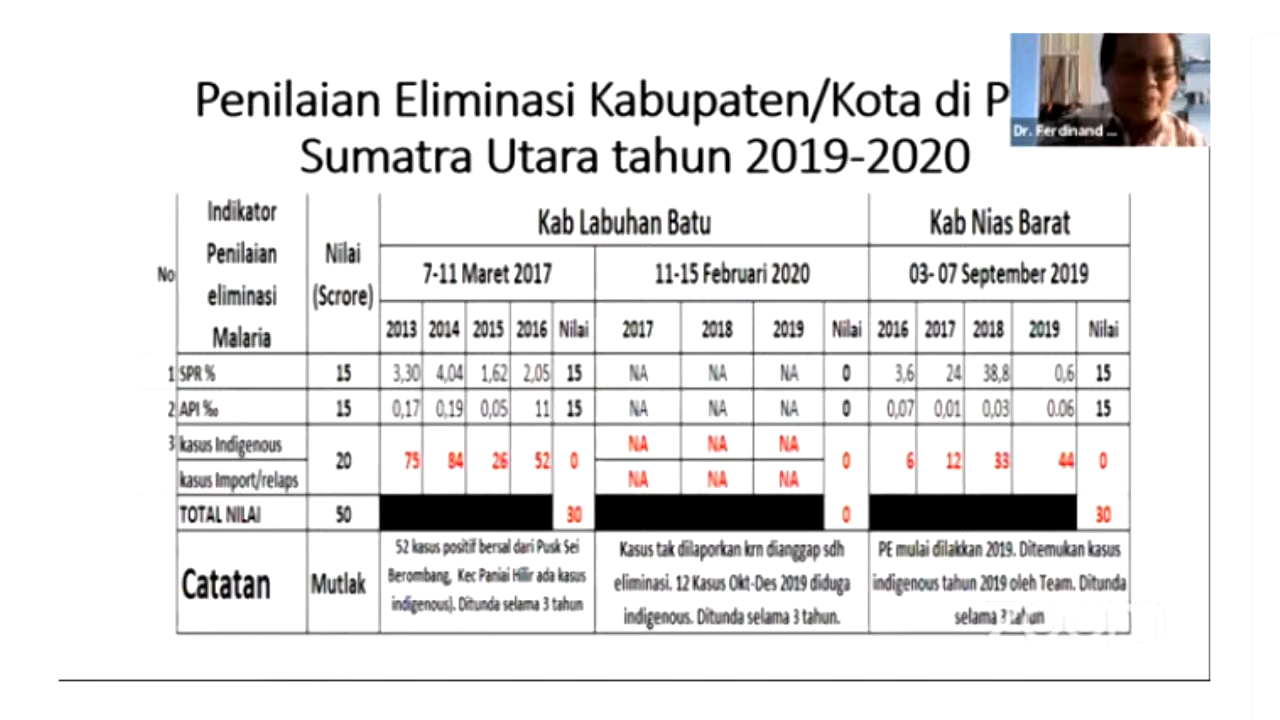 Penilaian Eliminasi Kabupaten/Kota di P
Sumatra Utara tahun 2019-2020
Dr. Ferdinand ...
No
Indikator
Penilaian
eliminasi
Malaria
Nilai
(Scrore)
Kab Labuhan Batu
Kab Nias Barat
7-11 Maret 2017
11-15 Februari 2020
03- 07 September 2019
2013 2014 2015 2016 Nilai 2017 2018 2019 Nilai 2016 2017 2018 2019 Nilai
1 SPR % 15 3,30 4,04 1,62 2,05 15 NA NA NA 0 3,6 24 38,8 0,6 15
2 API ‰ 15 0,17 0,19 0,05 11 15 NA NA NA 0 0,07 0,01 0,03 0.06 15
3 kasus Indigenous
kasus Import/relaps
20 75 84 26 52 0
NA NA NA
NA NA NA
0
6 12 33 44 0
TOTAL NILAI 50 30 0 30
Catatan
Mutlak
52 kasus positif bersal dari Pusk Sei
Berombang, Kec Paniai Hilir ada kasus
indigenous). Ditunda selama 3 tahun
Kasus tak dilaporkan krn dianggap sdh
eliminasi. 12 Kasus Okt-Des 2019 diduga
indigenous. Ditunda selama 3 tahun.
PE mulai dilakkan 2019. Ditemukan kasus
indigenous tahun 2019 oleh Team. Ditunda
selama 3 tahun
zoom